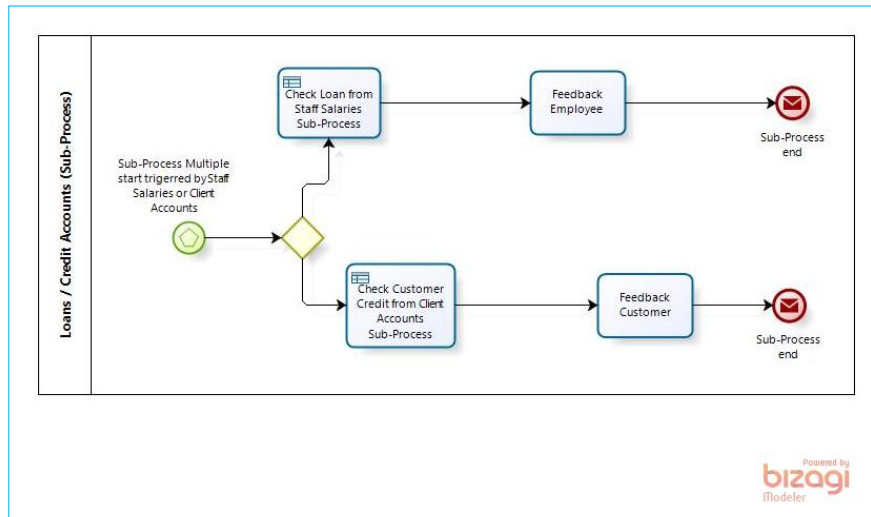 Loans / Credit Accounts (Sub-Process)
Sub-Process Multiple
start trigerred by Staff
Salaries or Client
Accounts
Check Loan from
Staff Salaries
Sub-Process
Feedback
Employee
Sub-Process
end
Check Customer
Credit from Client
Accounts
Sub-Process
Feedback
Customer
Sub-Process
end
Powered by
bizagi
Modeler